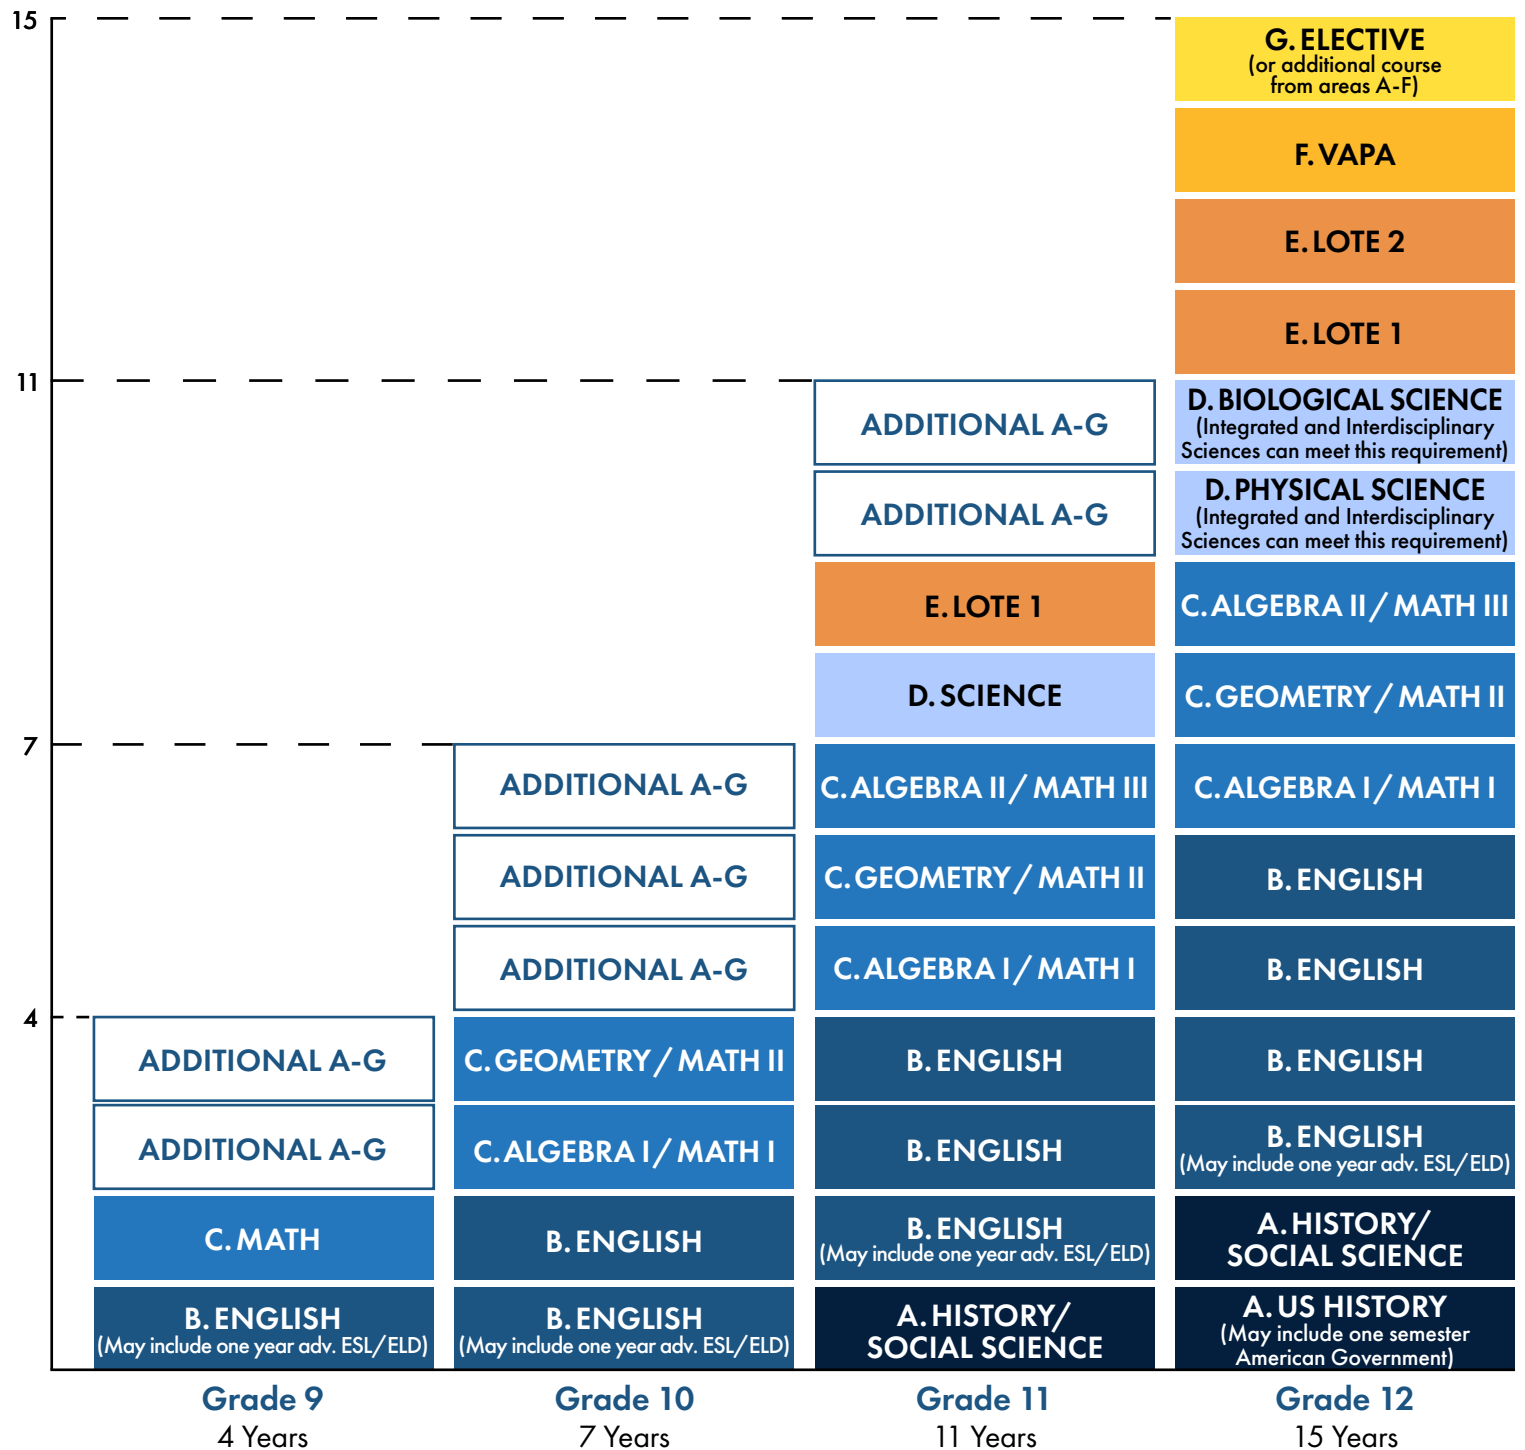 15
G. ELECTIVE
(or additional course
from areas A-F)
F. VAPA
E. LOTE 2
E. LOTE 1
11
ADDITIONAL A-G
D. BIOLOGICAL SCIENCE
(Integrated and Interdisciplinary
Sciences can meet this requirement)
ADDITIONAL A-G
D. PHYSICAL SCIENCE
(Integrated and Interdisciplinary
Sciences can meet this requirement)
E. LOTE 1
C. ALGEBRA II / MATH III
D. SCIENCE
C. GEOMETRY / MATH II
7
ADDITIONAL A-G
C. ALGEBRA II / MATH III
C. ALGEBRA I / MATH I
ADDITIONAL A-G
C. GEOMETRY / MATH II
B. ENGLISH
ADDITIONAL A-G
C. ALGEBRA I / MATH I
B. ENGLISH
4
ADDITIONAL A-G
C. GEOMETRY / MATH II
B. ENGLISH
B. ENGLISH
ADDITIONAL A-G
C. ALGEBRA I / MATH I
B. ENGLISH
B. ENGLISH
(May include one year adv. ESL/ELD)
C. MATH
B. ENGLISH
B. ENGLISH
(May include one year adv. ESL/ELD)
A. HISTORY/
SOCIAL SCIENCE
B. ENGLISH
(May include one year adv. ESL/ELD)
B. ENGLISH
(May include one year adv. ESL/ELD)
A. HISTORY/
SOCIAL SCIENCE
A. US HISTORY
(May include one semester
American Government)
Grade 9
4 Years
Grade 10
7 Years
Grade 11
11 Years
Grade 12
15 Years